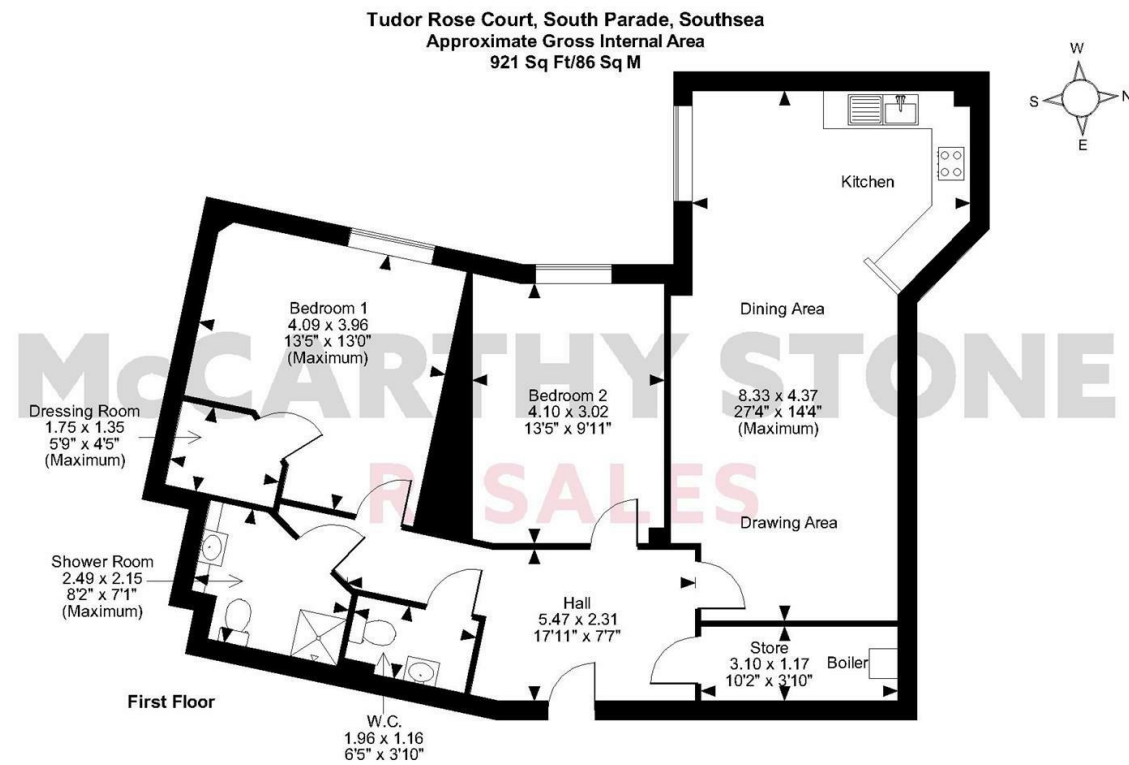 Tudor Rose Court, South Parade, Southsea
Approximate Gross Internal Area
921 Sq Ft/86 Sq M
W
S
N
E
Kitchen
Dining Area
Bedroom 1
4.09 x 3.96
13'5" x 13'0"
(Maximum)
McCARTHY STONE
RESALES
Bedroom 2
4.10 x 3.02
13'5" x 9'11"
8.33 x 4.37
27'4" x 14'4"
(Maximum)
Dressing Room
1.75 x 1.35
5'9" x 4'5"
(Maximum)
Drawing Area
Shower Room
2.49 x 2.15
8'2" x 7'1"
(Maximum)
Hall
5.47 x 2.31
17'11" x 7'7"
Store
3.10 x 1.17
10'2" x 3'10"
Boiler
First Floor
W.C.
1.96 x 1.16
6'5" x 3'10"